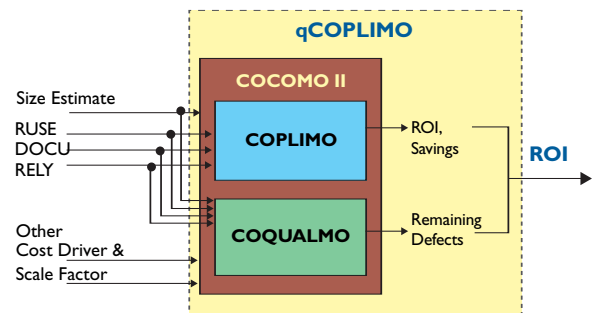 qCOPLIMO
COCOMO II
Size Estimate
RUSE
DOCU
RELY
COPLIMO
ROI,
Savings
ROI
COQUALMO
Remaining
Defects
Other
Cost Driver &
Scale Factor